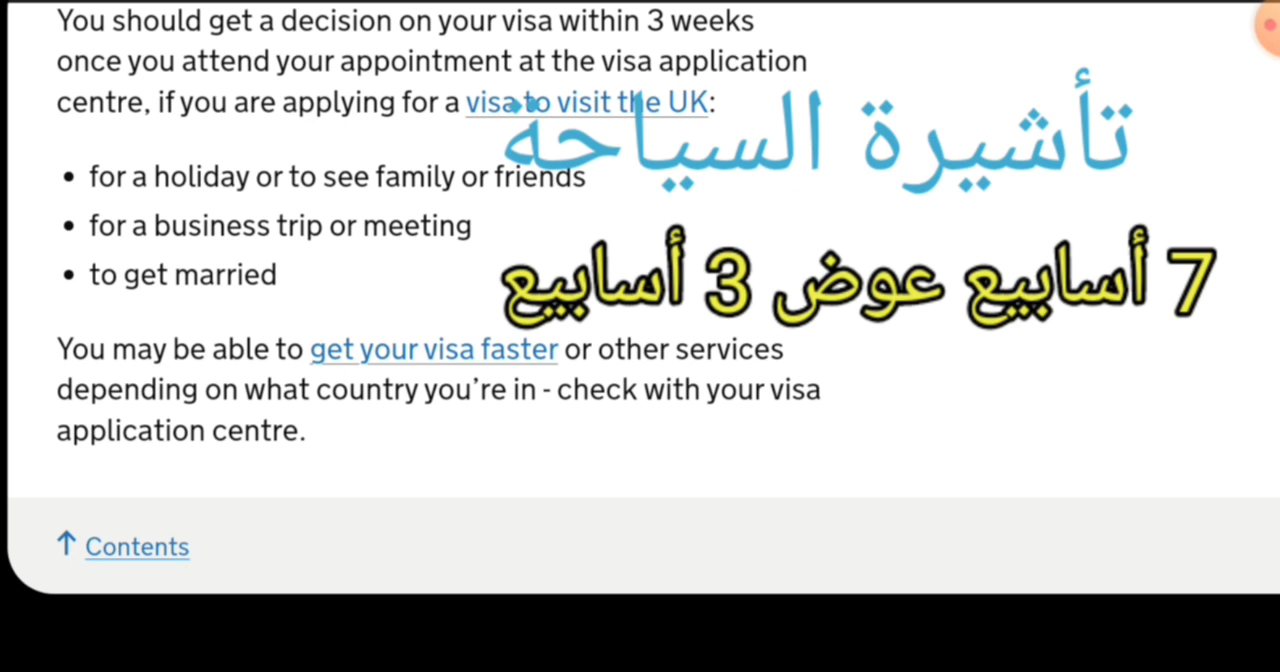 You should get a decision on your visa within 3 weeks
once you attend your appointment at the visa application
centre, if you are applying for a visa to visit the UK:
تأشيرة السياحة
• for a holiday or to see family or friends
• for a business trip or meeting
7 أسابيع عوض 3 أسابيع
• to get married
You may be able to get your visa faster or other services
depending on what country you’re in - check with your visa
application centre.
↑ Contents